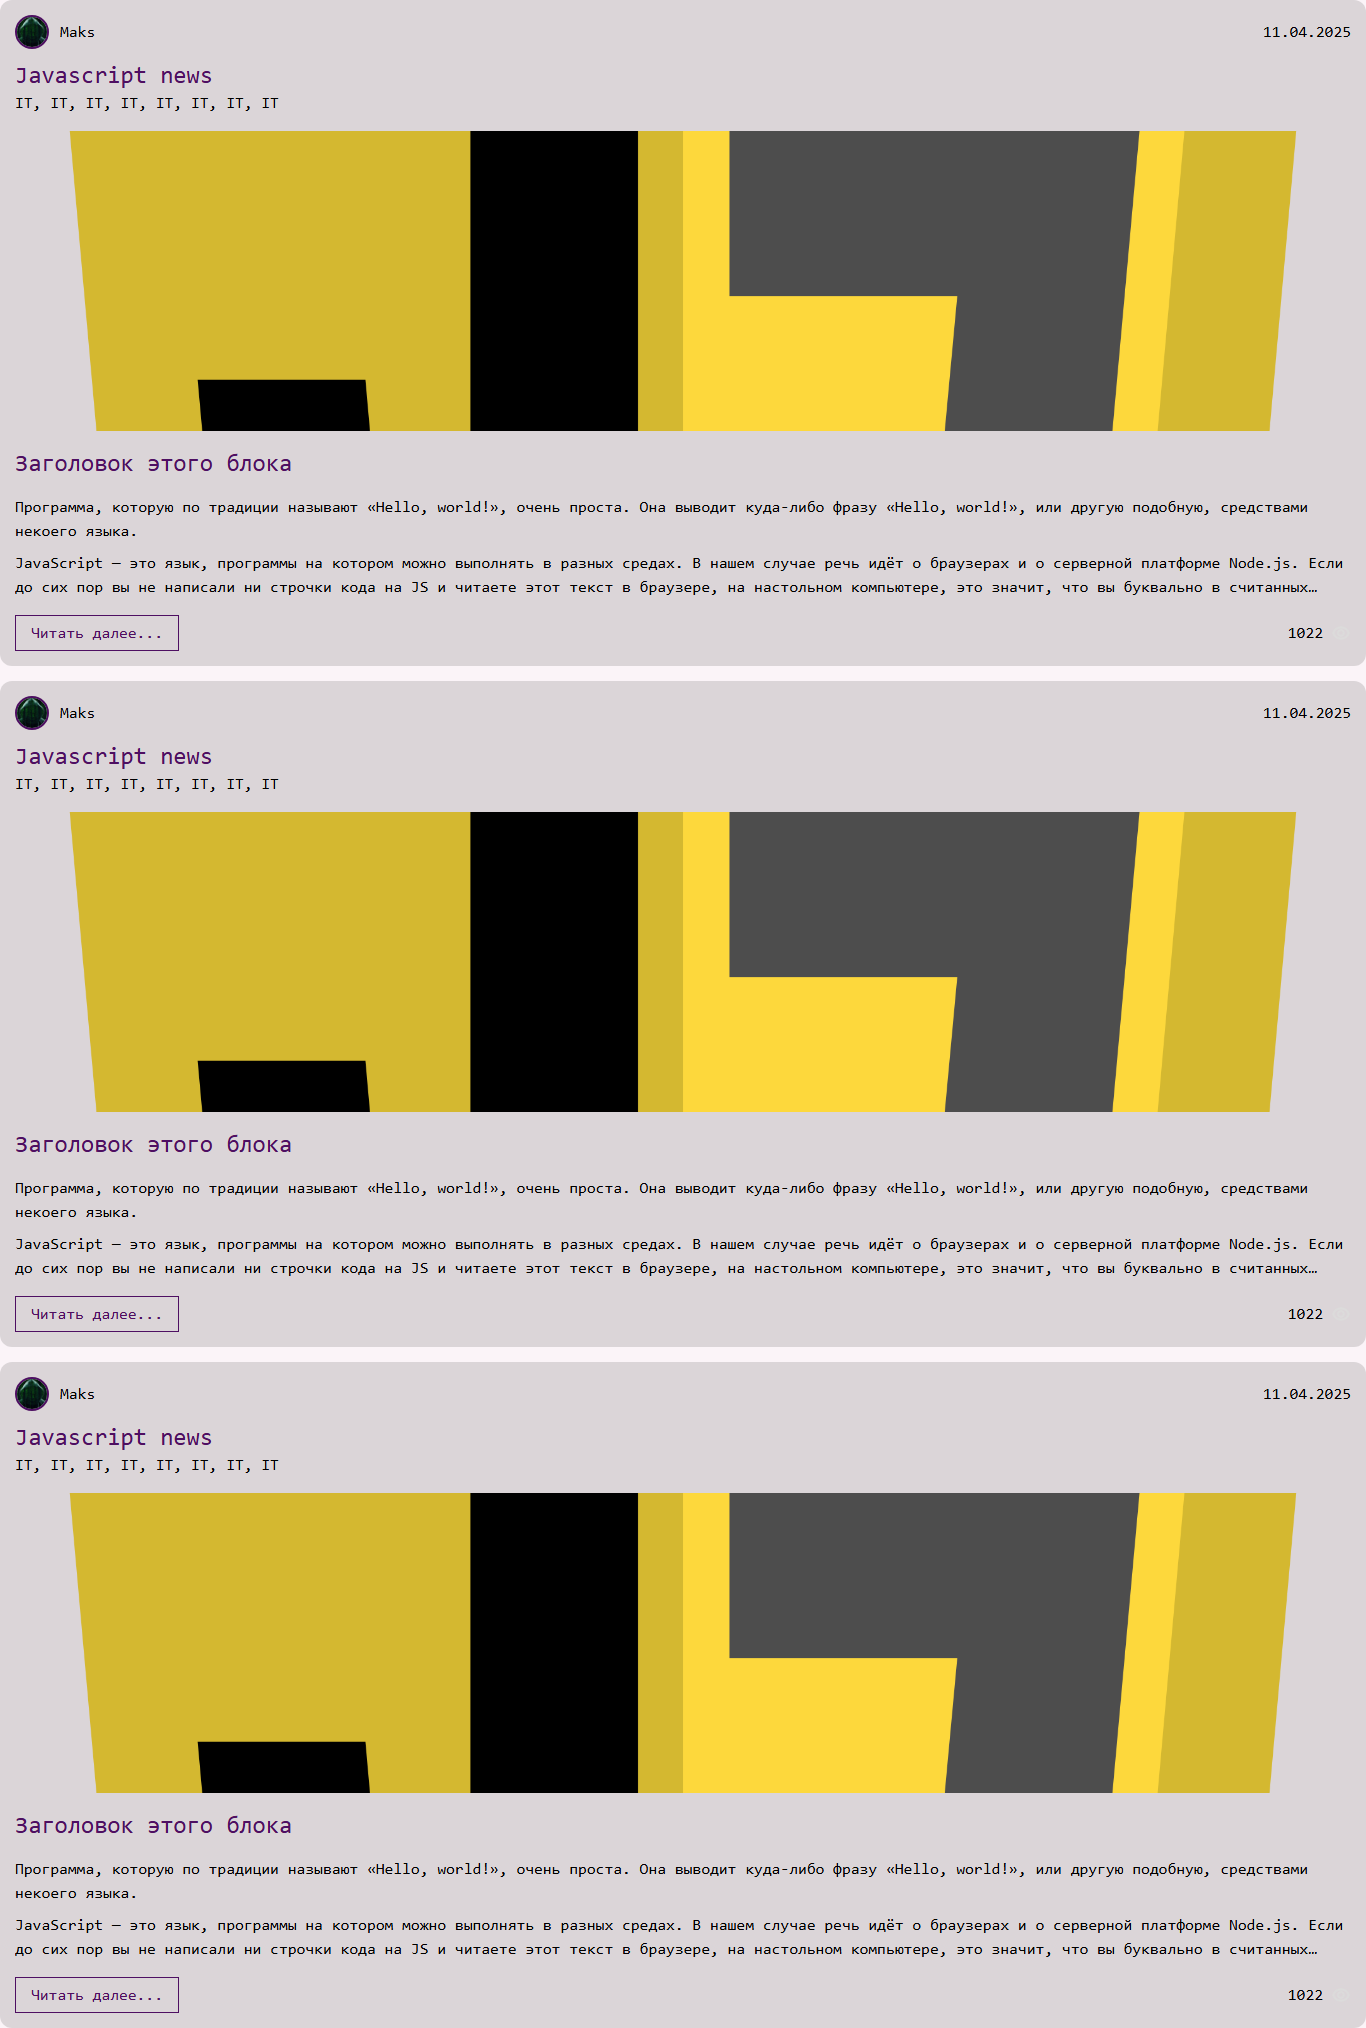 Maks
11.04.2025
Javascript news
IT, IT, IT, IT, IT, IT, IT, IT
Заголовок этого блока
Программа, которую по традиции называют «Hello, world!», очень проста. Она выводит куда-либо фразу «Hello, world!», или другую подобную, средствами
некоего языка.
JavaScript — это язык, программы на котором можно выполнять в разных средах. В нашем случае речь идёт о браузерах и о серверной платформе Node.js. Если
до сих пор вы не написали ни строчки кода на JS и читаете этот текст в браузере, на настольном компьютере, это значит, что вы буквально в считанных…
Читать далее...
1022
Maks
11.04.2025
Javascript news
IT, IT, IT, IT, IT, IT, IT, IT
Заголовок этого блока
Программа, которую по традиции называют «Hello, world!», очень проста. Она выводит куда-либо фразу «Hello, world!», или другую подобную, средствами
некоего языка.
JavaScript — это язык, программы на котором можно выполнять в разных средах. В нашем случае речь идёт о браузерах и о серверной платформе Node.js. Если
до сих пор вы не написали ни строчки кода на JS и читаете этот текст в браузере, на настольном компьютере, это значит, что вы буквально в считанных…
Читать далее...
1022
Maks
11.04.2025
Javascript news
IT, IT, IT, IT, IT, IT, IT, IT
Заголовок этого блока
Программа, которую по традиции называют «Hello, world!», очень проста. Она выводит куда-либо фразу «Hello, world!», или другую подобную, средствами
некоего языка.
JavaScript — это язык, программы на котором можно выполнять в разных средах. В нашем случае речь идёт о браузерах и о серверной платформе Node.js. Если
до сих пор вы не написали ни строчки кода на JS и читаете этот текст в браузере, на настольном компьютере, это значит, что вы буквально в считанных…
Читать далее...
1022